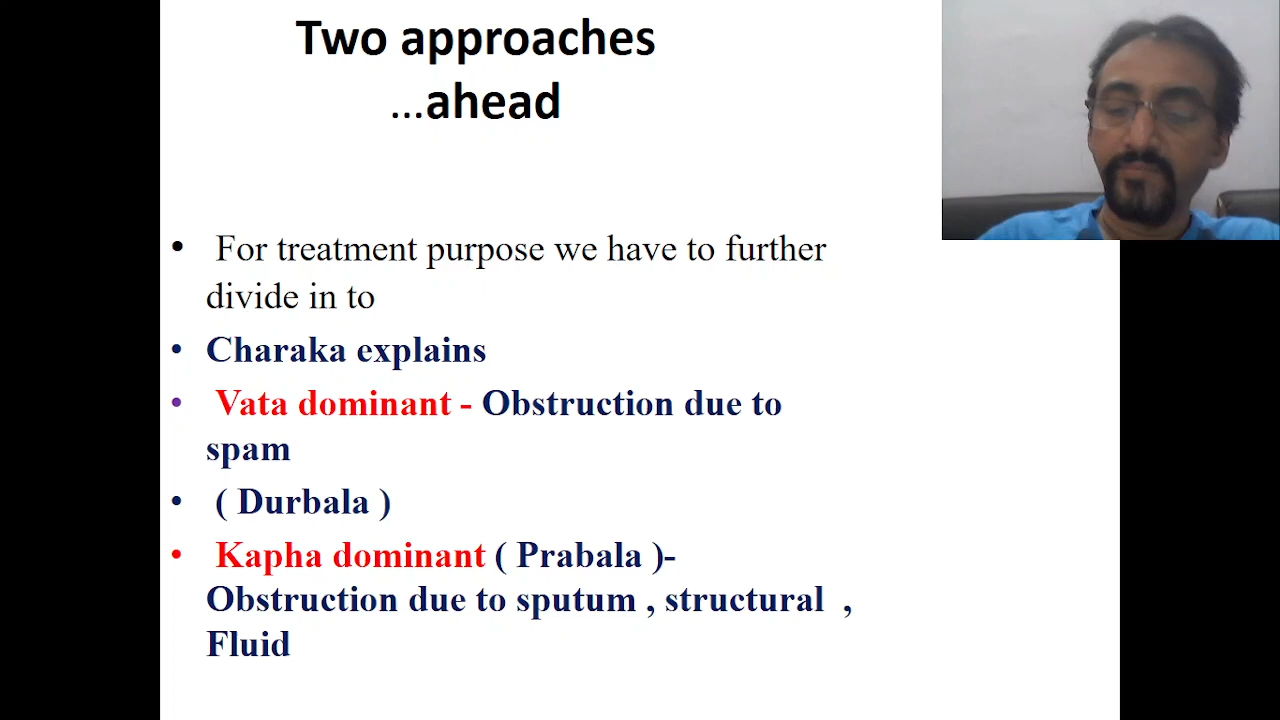 Two approaches
...ahead
• For treatment purpose we have to further
divide in to
• Charaka explains
• Vata dominant - Obstruction due to
spam
• ( Durbala )
• Kapha dominant ( Prabala )-
Obstruction due to sputum , structural ,
Fluid